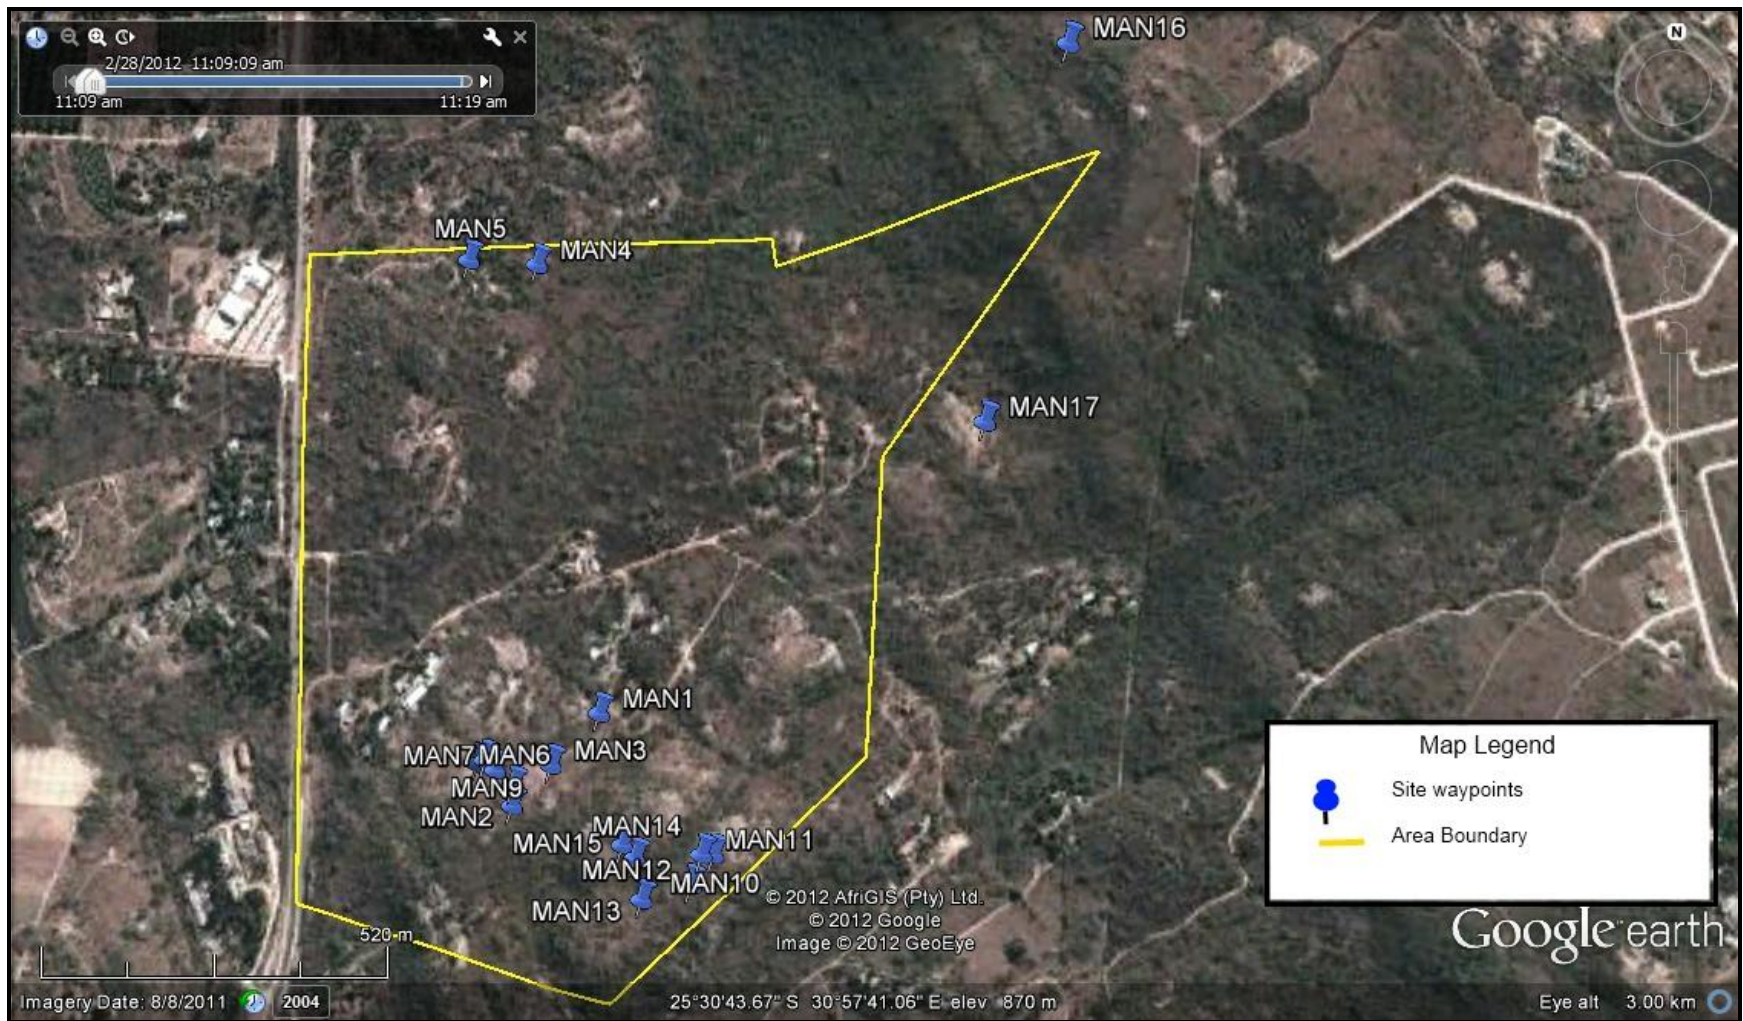 MAN16
2/28/2012 11:09:09 am
11:09 am
11:19 am
N
MAN5
MAN4
MAN17
MAN1
MAN7
MAN6
MAN3
MAN9
MAN2
MAN14
MAN15
MAN11
MAN12
MAN10
MAN13
Map Legend
Site waypoints
Area Boundary
© 2012 AfriGIS (Pty) Ltd.
© 2012 Google
Image © 2012 GeoEye
Google earth
520 m
Imagery Date: 8/8/2011
2004
25°30'43.67" S 30°57'41.06" E elev 870 m
Eye alt 3.00 km